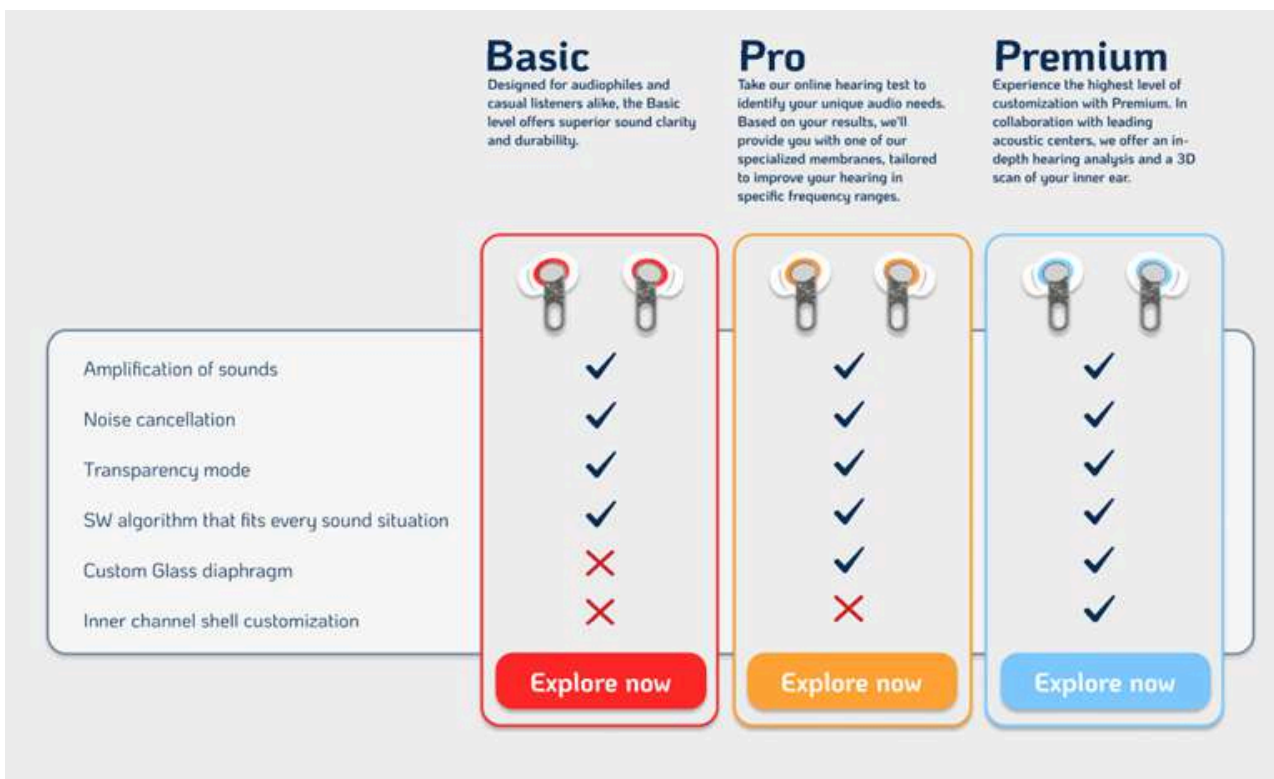 Basic
Designed for audiophiles and
casual listeners alike, the Basic
level offers superior sound clarity
and durability.
Pro
Take our online hearing test to
identify your unique audio needs.
Based on your results, we'll
provide you with one of our
specialized membranes, tailored
to improve your hearing in
specific frequency ranges.
Premium
Experience the highest level of
customization with Premium. In
collaboration with leading
acoustic centers, we offer an in-
depth hearing analysis and a 3D
scan of your inner ear.
Amplification of sounds
Noise cancellation
Transparency mode
SW algorithm that fits every sound situation
Custom Glass diaphragm
Inner channel shell customization
Explore now
Explore now
Explore now